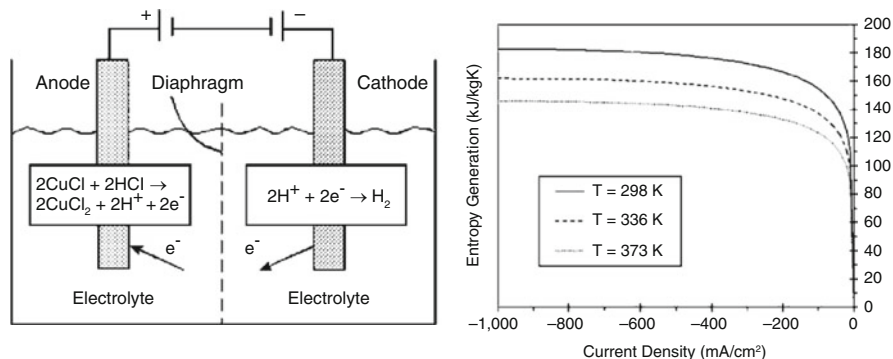 + −
Anode Diaphragm Cathode
2CuCl + 2HCl →
2CuCl₂ + 2H⁺ + 2e⁻
2H⁺ + 2e⁻ → H₂
e⁻ e⁻
Electrolyte Electrolyte
Entropy Generation (kJ/kgK)
200
180
160
140
120
100
80
60
40
20
0
T = 298 K
T = 336 K
T = 373 K
−1,000 −800 −600 −400 −200 0
Current Density (mA/cm²)